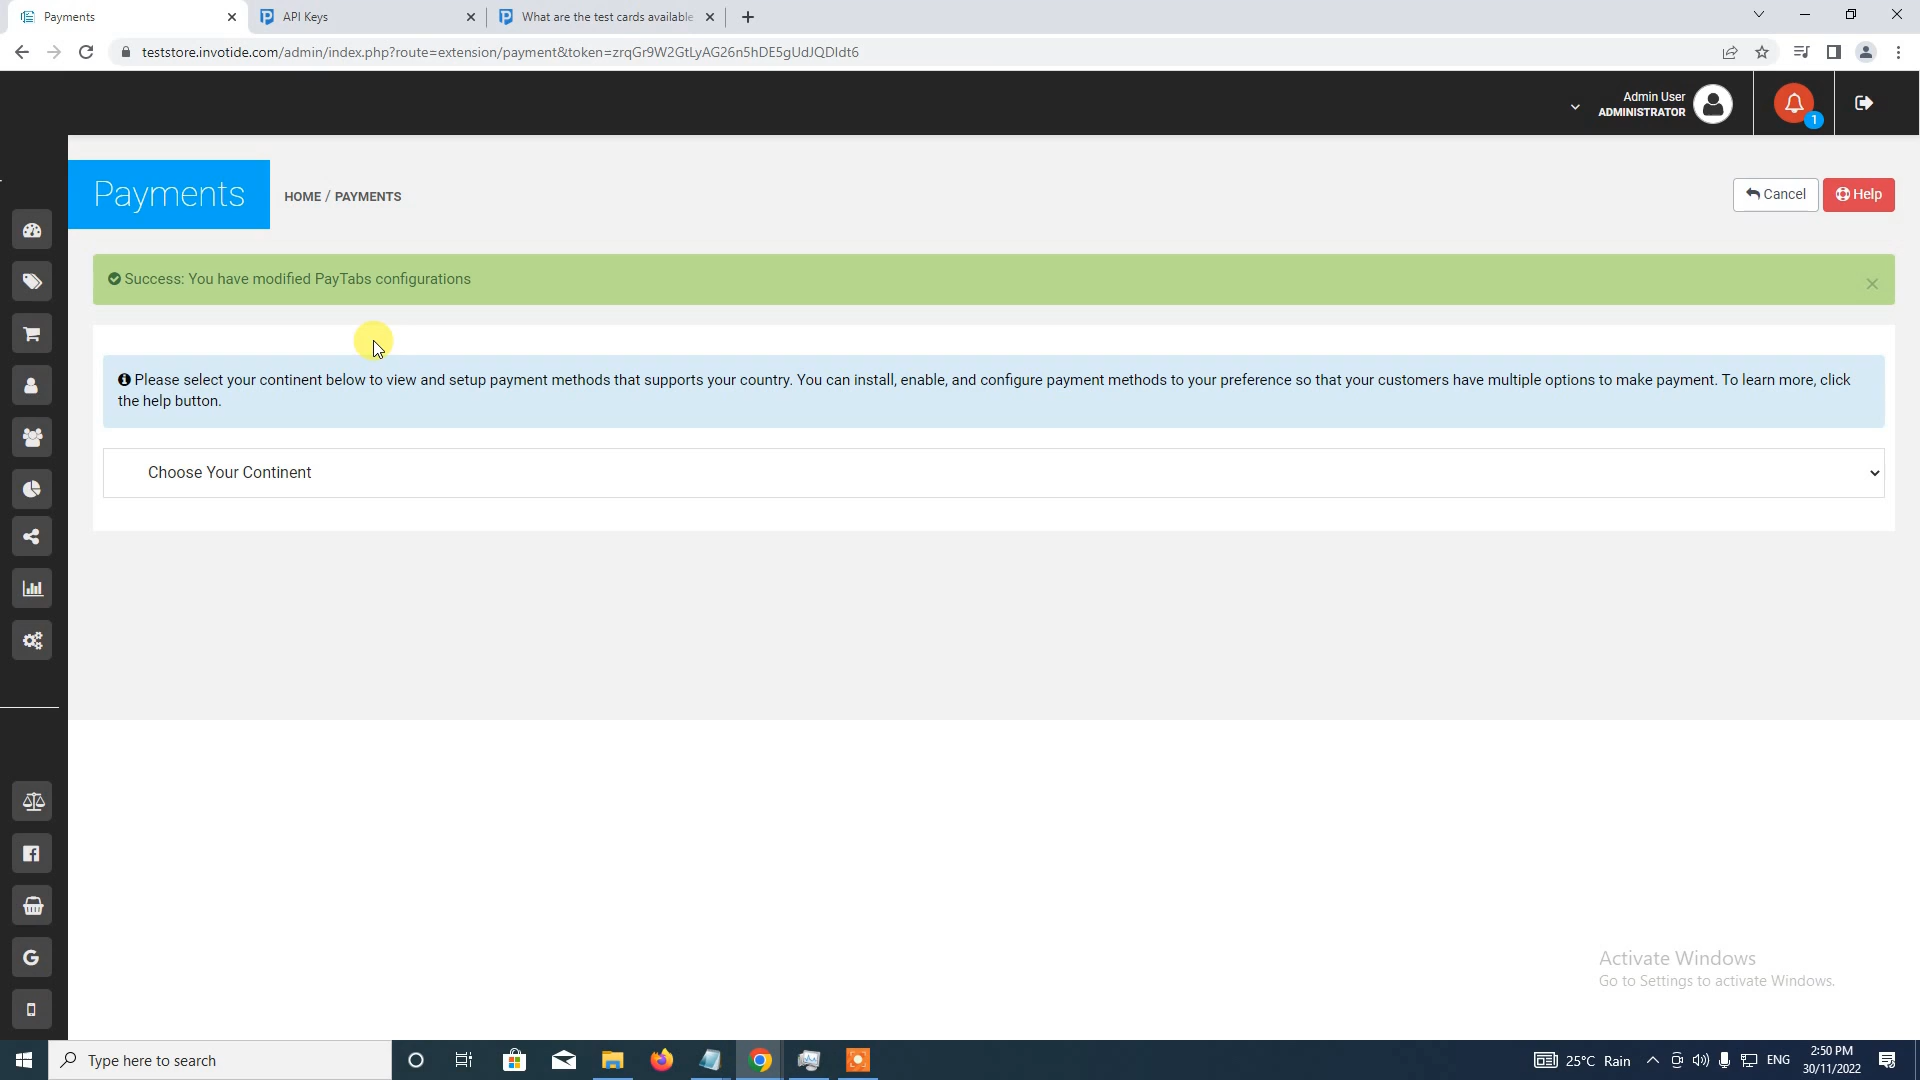 Payments
API Keys
What are the test cards available
teststore.invotide.com/admin/index.php?route=extension/payment&token=zrqGr9W2GtLyAG26n5hDE5gUdJQDIdt6
Admin User
ADMINISTRATOR
1
Payments
HOME / PAYMENTS
Cancel
Help
Success: You have modified PayTabs configurations
Please select your continent below to view and setup payment methods that supports your country. You can install, enable, and configure payment methods to your preference so that your customers have multiple options to make payment. To learn more, click
the help button.
Choose Your Continent
Activate Windows
Go to Settings to activate Windows.
Type here to search
25°C Rain
ENG
2:50 PM
30/11/2022